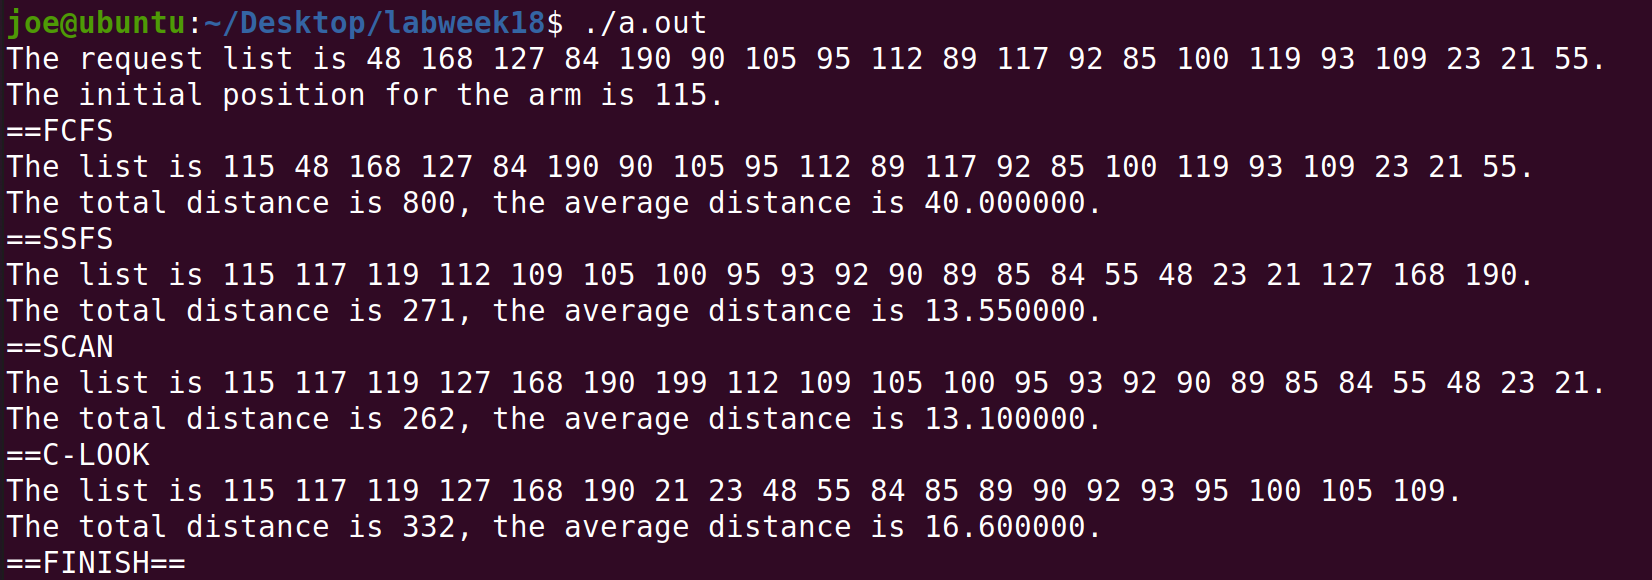 joe@ubuntu:~/Desktop/labweek18$ ./a.out
The request list is 48 168 127 84 190 90 105 95 112 89 117 92 85 100 119 93 109 23 21 55.
The initial position for the arm is 115.
==FCFS
The list is 115 48 168 127 84 190 90 105 95 112 89 117 92 85 100 119 93 109 23 21 55.
The total distance is 800, the average distance is 40.000000.
==SSFS
The list is 115 117 119 112 109 105 100 95 93 92 90 89 85 84 55 48 23 21 127 168 190.
The total distance is 271, the average distance is 13.550000.
==SCAN
The list is 115 117 119 127 168 190 199 112 109 105 100 95 93 92 90 89 85 84 55 48 23 21.
The total distance is 262, the average distance is 13.100000.
==C-LOOK
The list is 115 117 119 127 168 190 21 23 48 55 84 85 89 90 92 93 95 100 105 109.
The total distance is 332, the average distance is 16.600000.
==FINISH==